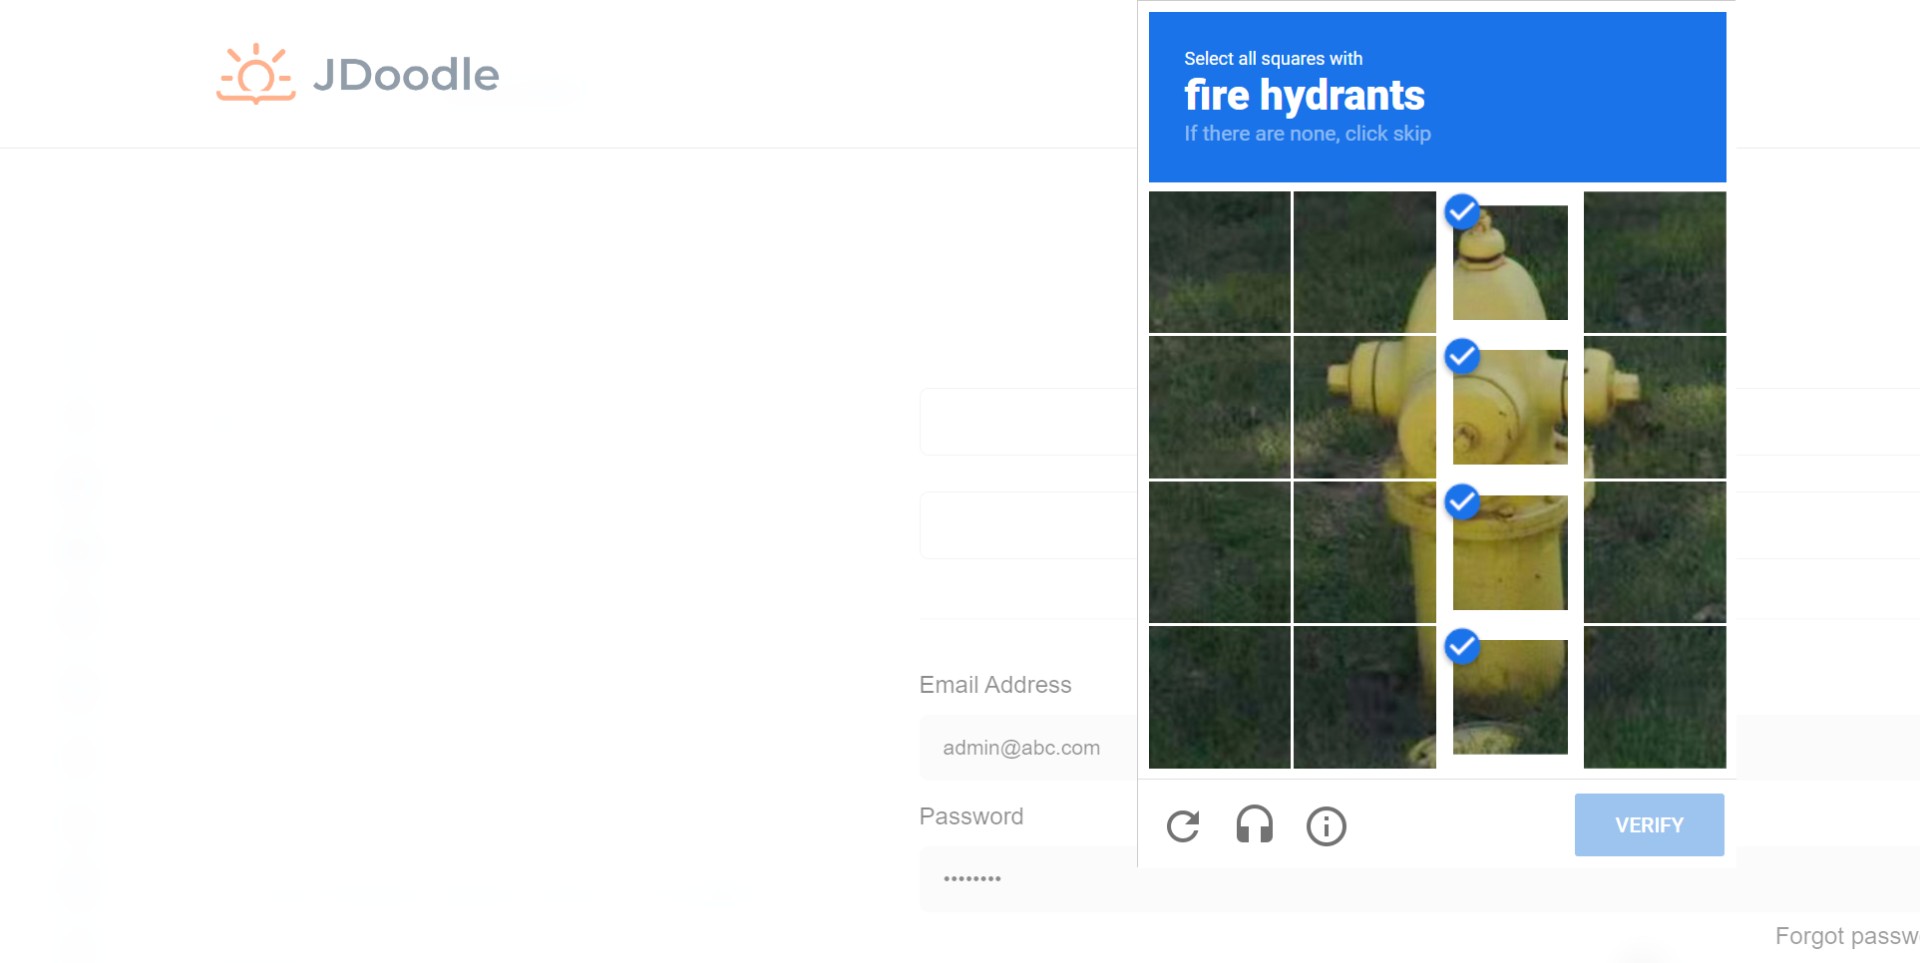 JDoodle
Select all squares with
fire hydrants
If there are none, click skip
Email Address
admin@abc.com
Password
••••••••
VERIFY
Forgot passw